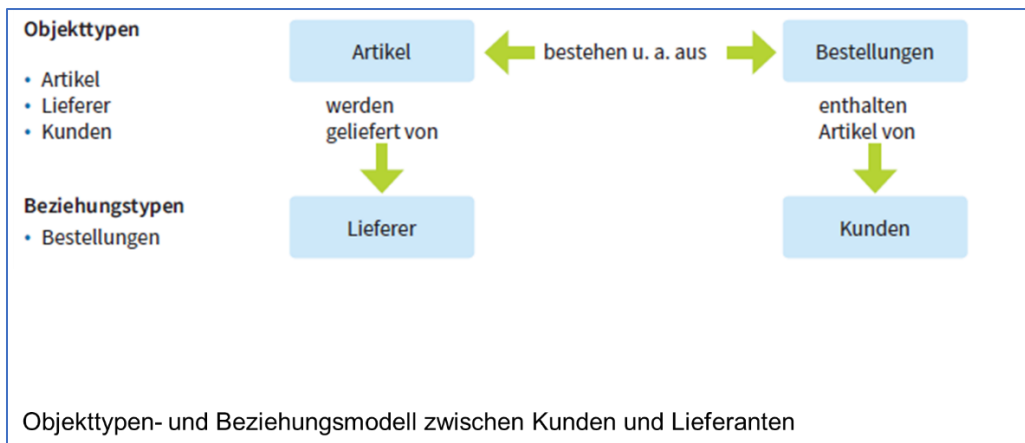 Objekttypen
• Artikel
• Lieferer
• Kunden
Beziehungstypen
• Bestellungen
Artikel
bestehen u. a. aus
Bestellungen
werden
geliefert von
enthalten
Artikel von
Lieferer
Kunden
Objekttypen- und Beziehungsmodell zwischen Kunden und Lieferanten